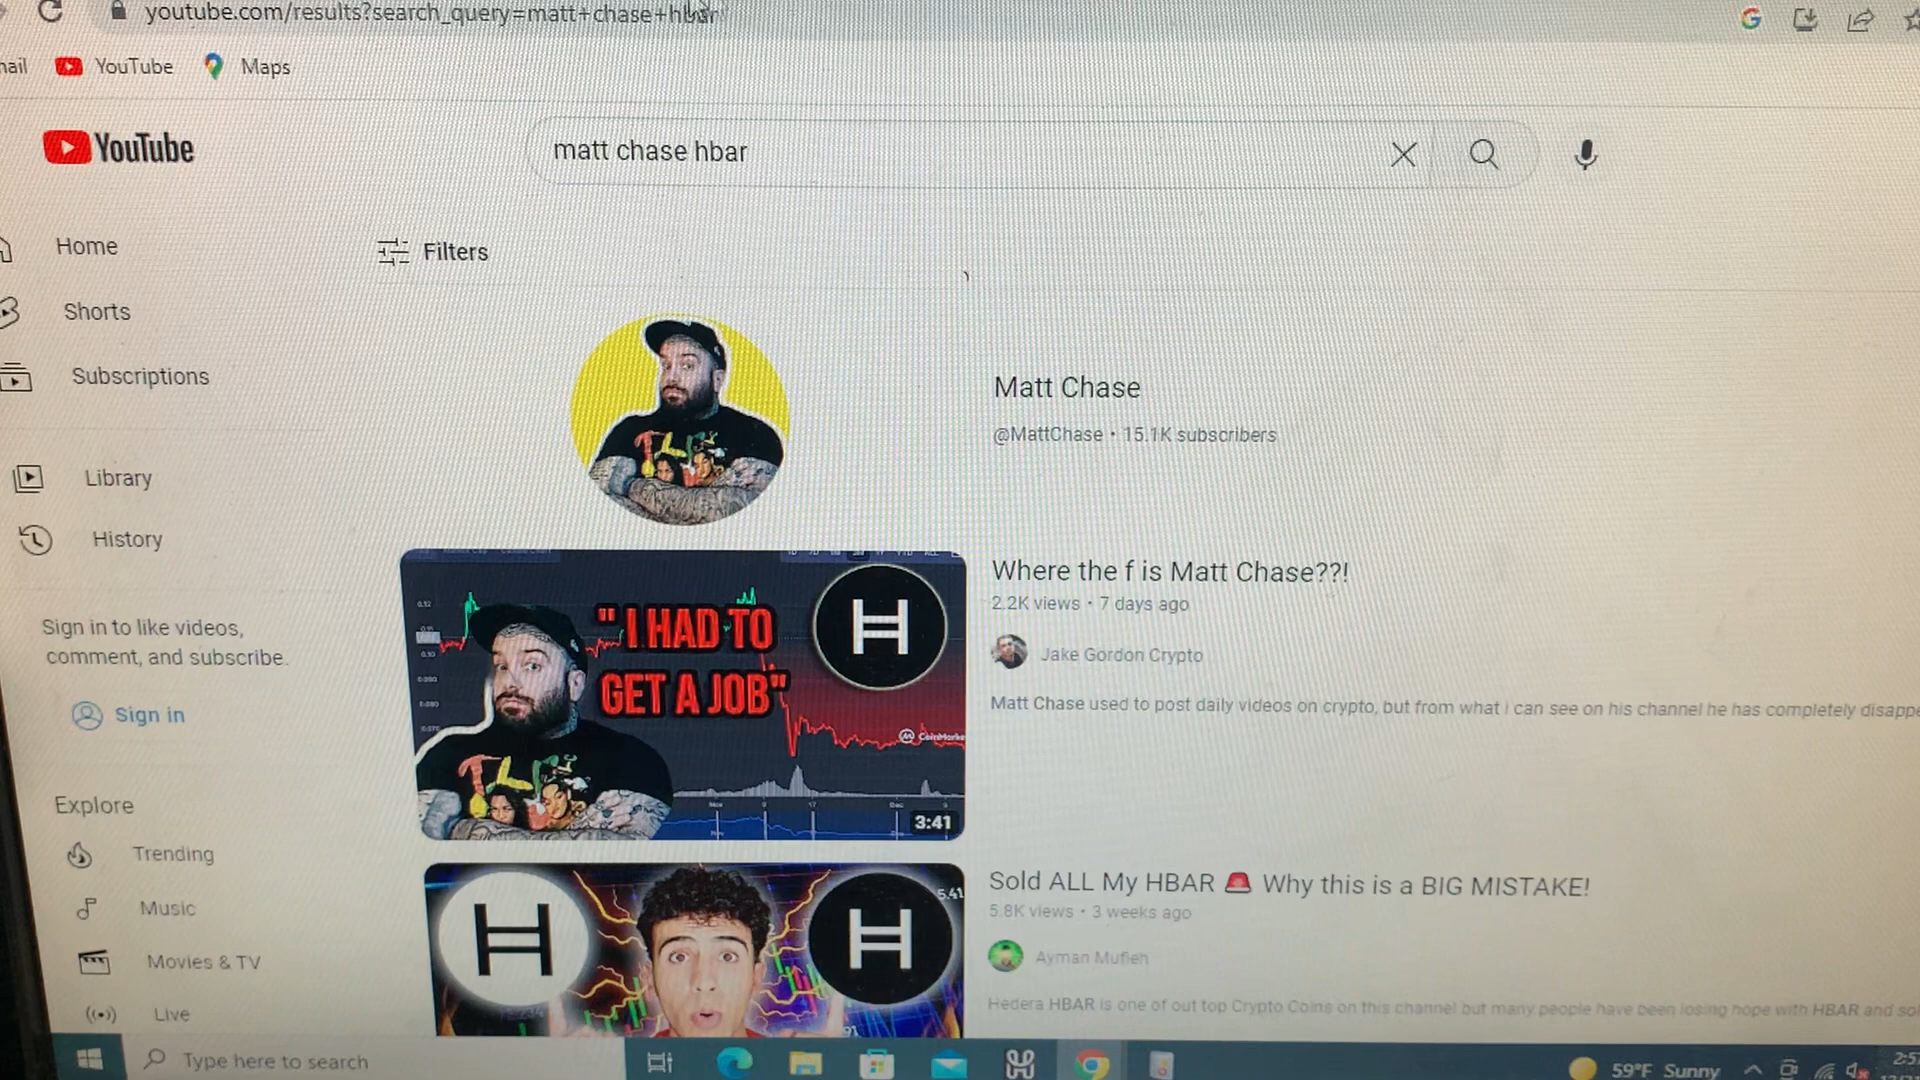 youtube.com/results?search_query=matt+chase+hbar
YouTube
Maps
YouTube
matt chase hbar
Home
Filters
Shorts
Subscriptions
Matt Chase
@MattChase • 15.1K subscribers
Library
History
Where the f is Matt Chase??!
2.2K views • 7 days ago
" I HAD TO
GET A JOB"
Jake Gordon Crypto
Sign in to like videos,
comment, and subscribe.
Matt Chase used to post daily videos on crypto, but from what i can see on his channel he has completely
Sign in
3:41
Explore
Trending
Music
Movies & TV
Live
Sold ALL My HBAR 🚨 Why this is a BIG MISTAKE!
5.8K views • 3 weeks ago
Ayman Mufleh
Hedera HBAR is one of out top Crypto Coins on this channel but many people have been losing hope with HBAR and
Type here to search
59°F Sunny